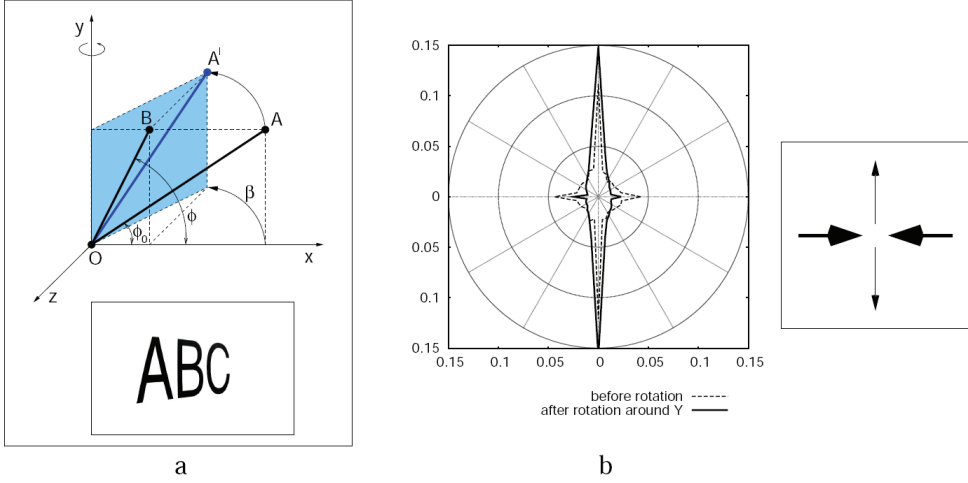 y
A'
B
A
β
ϕ
ϕ0
O
x
z
ABC
a
0.15
0.1
0.05
0
0.05
0.1
0.15
0.15 0.1 0.05 0 0.05 0.1 0.15
before rotation
after rotation around Y
b